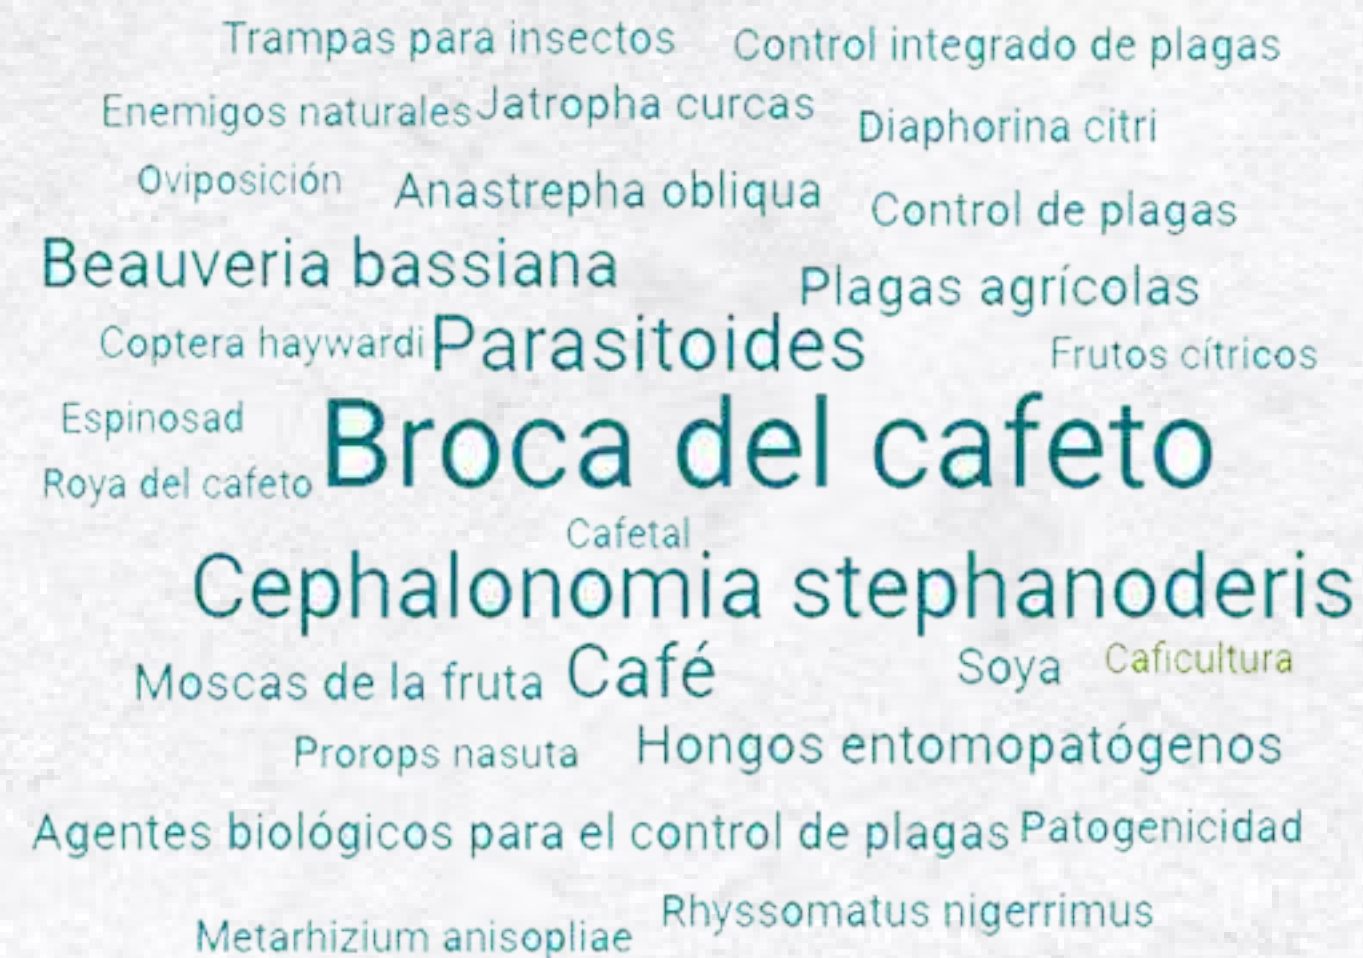 Trampas para insectos
Control integrado de plagas
Enemigos naturales
Jatropha curcas
Diaphorina citri
Oviposición
Anastrepha obliqua
Control de plagas
Beauveria bassiana
Plagas agrícolas
Coptera haywardi
Parasitoides
Frutos cítricos
Espinosad
Broca del cafeto
Roya del cafeto
Cafetal
Cephalonomia stephanoderis
Moscas de la fruta
Café
Soya
Caficultura
Prorops nasuta
Hongos entomopatógenos
Agentes biológicos para el control de plagas
Patogenicidad
Metarhizium anisopliae
Rhyssomatus nigerrimus